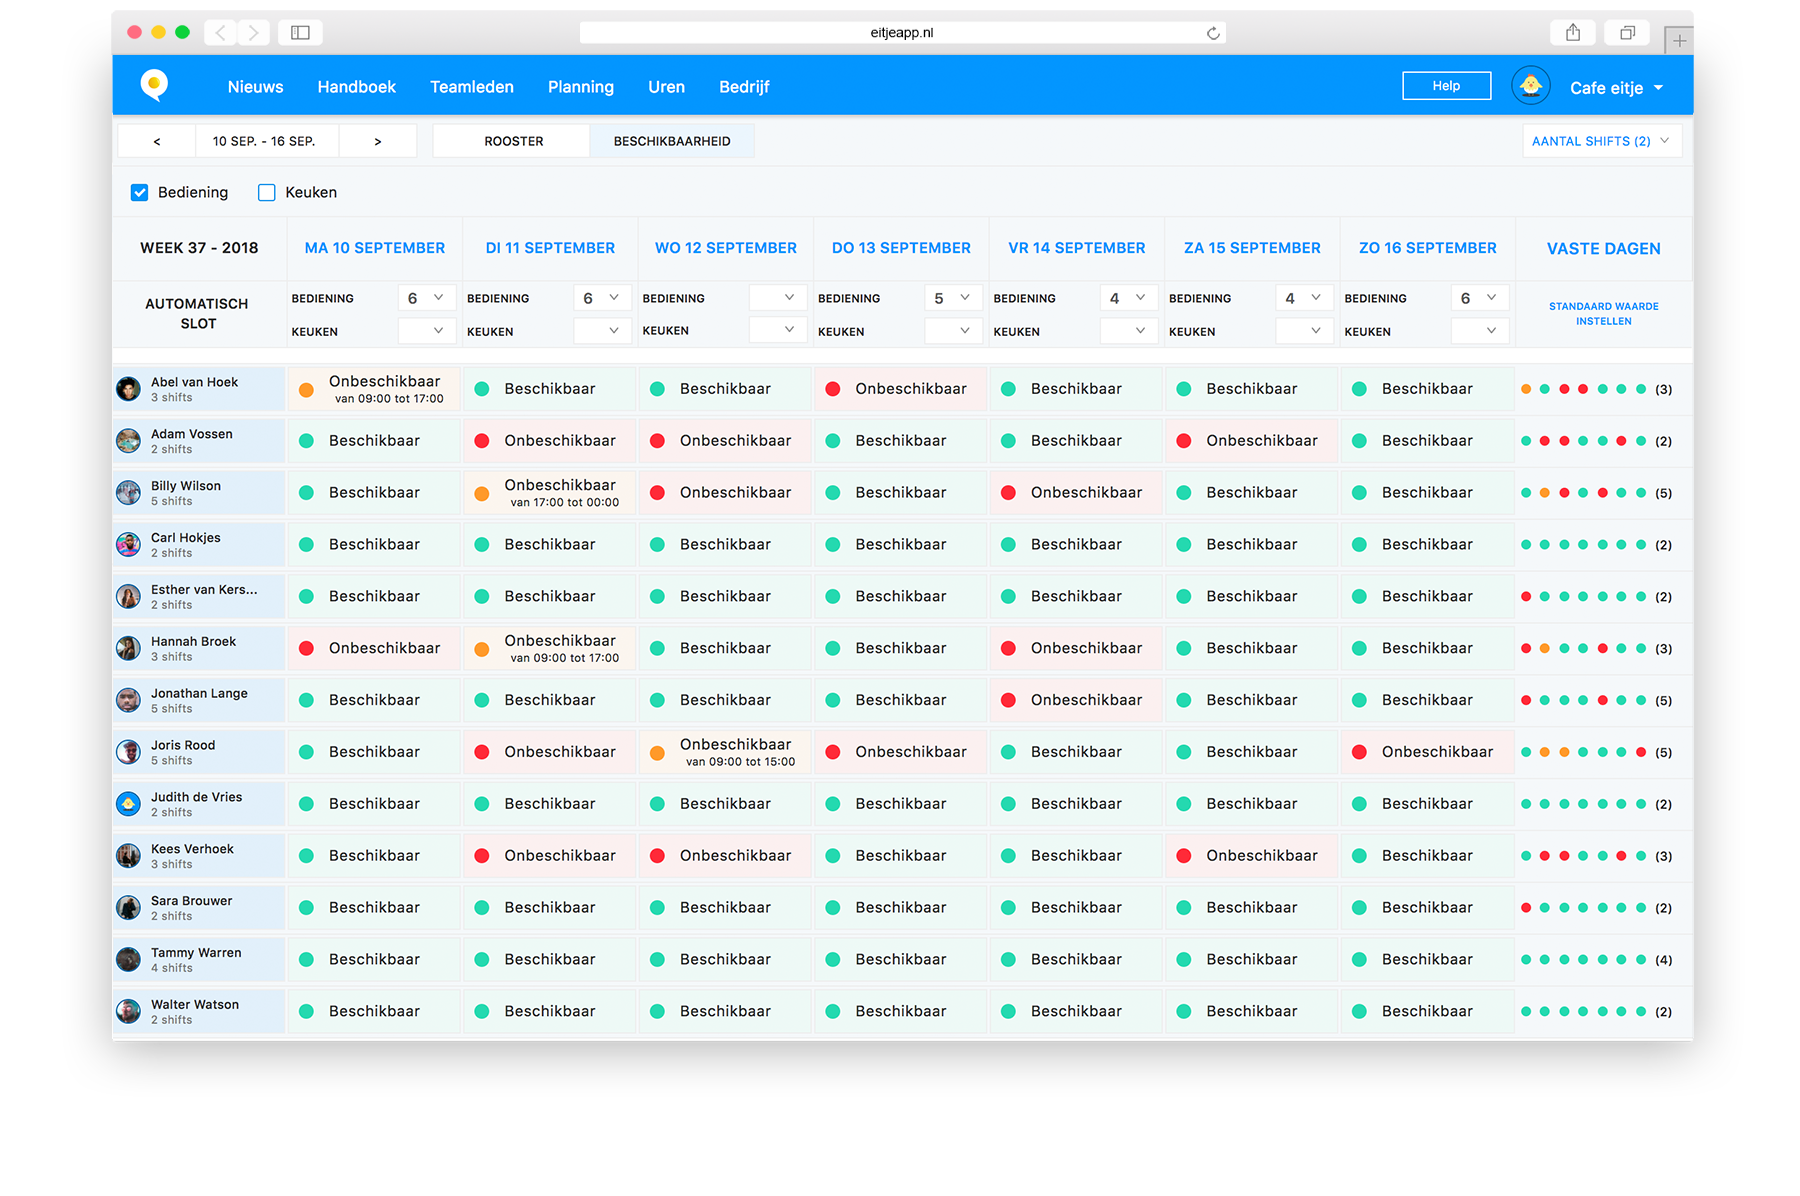 eitjeapp.nl
Nieuws Handboek Teamleden Planning Uren Bedrijf Help Cafe eitje
< 10 SEP. - 16 SEP. > ROOSTER BESCHIKBAARHEID AANTAL SHIFTS (2)
Bediening Keuken
WEEK 37 - 2018 MA 10 SEPTEMBER DI 11 SEPTEMBER WO 12 SEPTEMBER DO 13 SEPTEMBER VR 14 SEPTEMBER ZA 15 SEPTEMBER ZO 16 SEPTEMBER VASTE DAGEN
AUTOMATISCH SLOT
BEDIENING 6 BEDIENING 6 BEDIENING BEDIENING 5 BEDIENING 4 BEDIENING 4 BEDIENING 6
KEUKEN KEUKEN KEUKEN KEUKEN KEUKEN KEUKEN KEUKEN
STANDAARD WAARDE
INSTELLEN
Abel van Hoek Onbeschikbaar Beschikbaar Beschikbaar Onbeschikbaar Beschikbaar Beschikbaar Beschikbaar (3)
3 shifts van 09:00 tot 17:00
Adam Vossen Beschikbaar Onbeschikbaar Onbeschikbaar Beschikbaar Beschikbaar Onbeschikbaar Beschikbaar (2)
2 shifts
Billy Wilson Beschikbaar Onbeschikbaar Onbeschikbaar Beschikbaar Onbeschikbaar Beschikbaar Beschikbaar (5)
5 shifts van 17:00 tot 00:00
Carl Hokjes Beschikbaar Beschikbaar Beschikbaar Beschikbaar Beschikbaar Beschikbaar Beschikbaar (2)
2 shifts
Esther van Kers... Beschikbaar Beschikbaar Beschikbaar Beschikbaar Beschikbaar Beschikbaar Beschikbaar (2)
2 shifts
Hannah Broek Onbeschikbaar Onbeschikbaar Beschikbaar Beschikbaar Onbeschikbaar Beschikbaar Beschikbaar (3)
3 shifts van 09:00 tot 17:00
Jonathan Lange Beschikbaar Beschikbaar Beschikbaar Beschikbaar Onbeschikbaar Beschikbaar Beschikbaar (5)
5 shifts
Joris Rood Beschikbaar Onbeschikbaar Onbeschikbaar Onbeschikbaar Beschikbaar Beschikbaar Onbeschikbaar (5)
5 shifts van 09:00 tot 15:00
Judith de Vries Beschikbaar Beschikbaar Beschikbaar Beschikbaar Beschikbaar Beschikbaar Beschikbaar (2)
2 shifts
Kees Verhoek Beschikbaar Onbeschikbaar Onbeschikbaar Beschikbaar Beschikbaar Onbeschikbaar Beschikbaar (3)
3 shifts
Sara Brouwer Beschikbaar Beschikbaar Beschikbaar Beschikbaar Beschikbaar Beschikbaar Beschikbaar (2)
2 shifts
Tammy Warren Beschikbaar Beschikbaar Beschikbaar Beschikbaar Beschikbaar Beschikbaar Beschikbaar (4)
4 shifts
Walter Watson Beschikbaar Beschikbaar Beschikbaar Beschikbaar Beschikbaar Beschikbaar Beschikbaar (2)
2 shifts